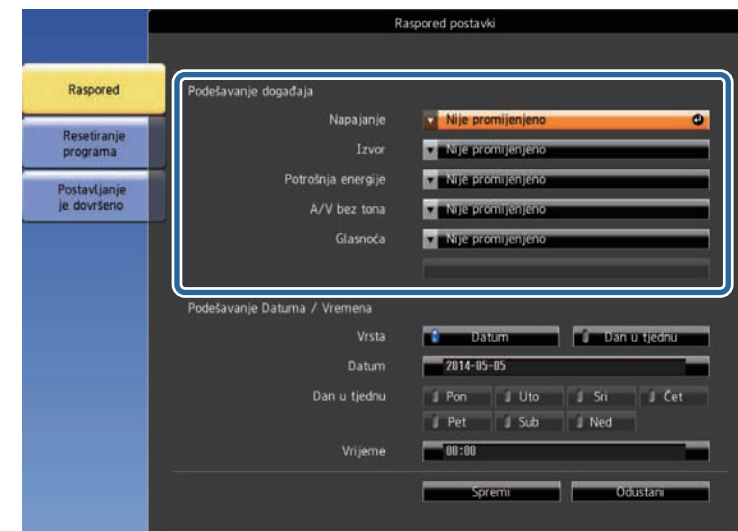 Raspored postavki
Raspored
Resetiranje
programa
Postavljanje
je dovršeno
Podešavanje događaja
Napajanje Nije promijenjeno
Izvor Nije promijenjeno
Potrošnja energije Nije promijenjeno
A/V bez tona Nije promijenjeno
Glasnoća Nije promijenjeno
Podešavanje Datuma / Vremena
Vrsta Datum Dan u tjednu
Datum 2014-05-05
Dan u tjednu Pon Uto Sri Čet
Pet Sub Ned
Vrijeme 00:00
Spremi Odustani